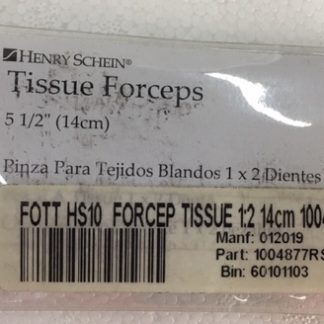 HENRY SCHEIN®
Tissue Forceps
5 1/2" (14cm)
Pinza Para Tejidos Blandos 1 x 2 Dientes
FOTT HS10 FORCEP TISSUE 1:2 14cm 1004
Manf: 012019
Part: 1004877RS
Bin: 60101103